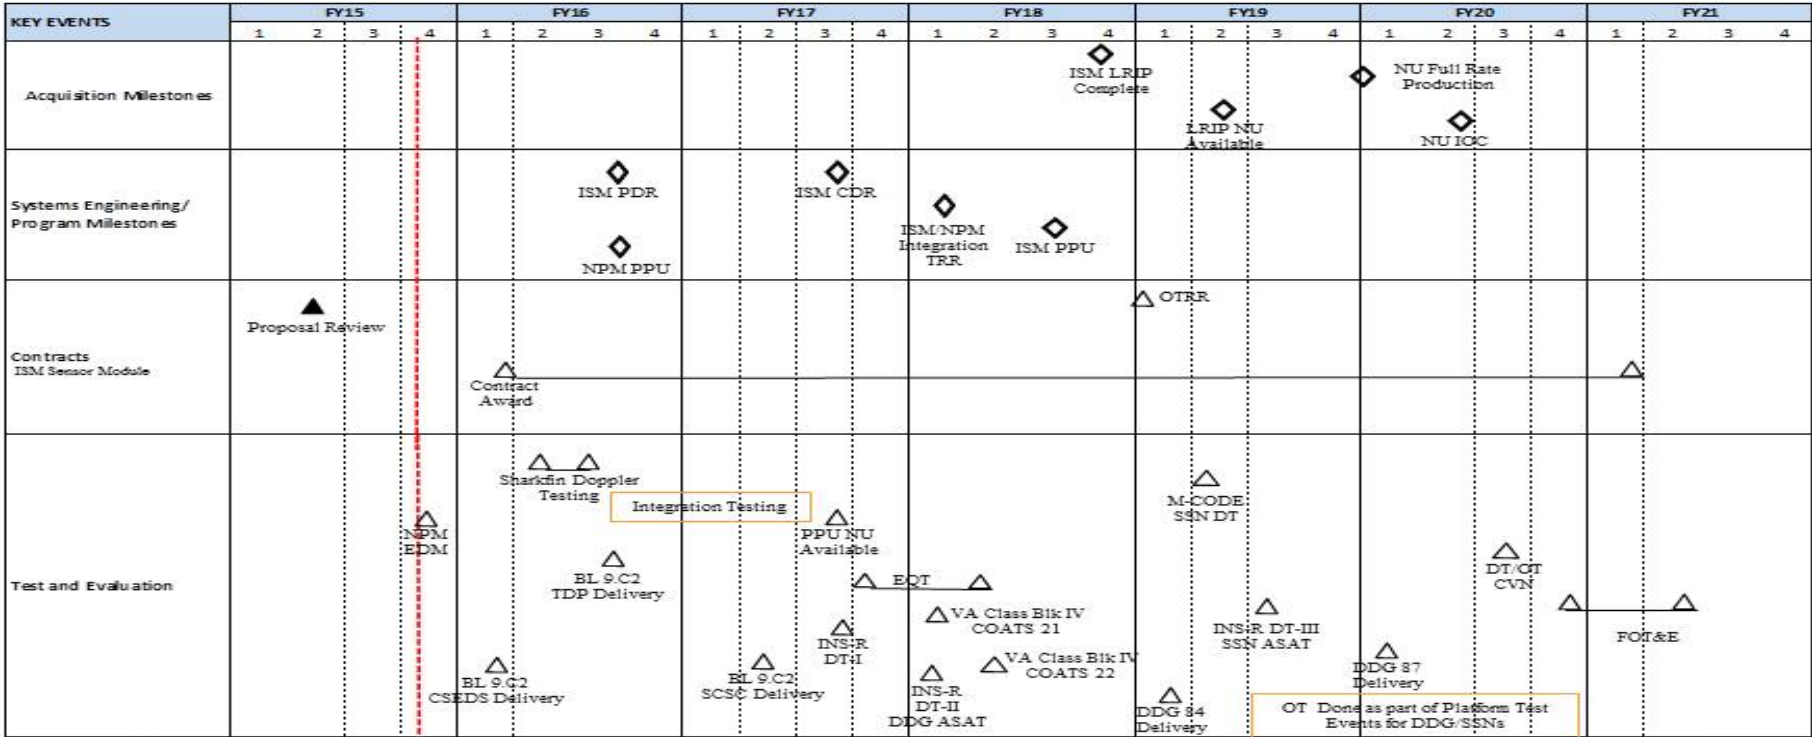 KEY EVENTS
FY15 FY16 FY17 FY18 FY19 FY20 FY21
1 2 3 4 1 2 3 4 1 2 3 4 1 2 3 4 1 2 3 4 1 2 3 4 1 2 3 4
Acquisition Milestones
ISM LRIP
Complete
LRIP NU
Available
NU Full Rate
Production
NU IOC
Systems Engineering/
Program Milestones
ISM PDR
NPM PPU
ISM CDR
ISM/NPM
Integration
TRR
ISM PPU
Contracts
ISM Sensor Module
Proposal Review
Contract
Award
OTRR
Test and Evaluation
Sharkfin Doppler
Testing
Integration Testing
NPM
EDM
BL 9.C2
TDP Delivery
BL 9.C2
CSEDS Delivery
PPU NU
Available
EQT
INS-R
DT-I
BL 9.C2
SCSC Delivery
VA Class Blk IV
COATS 21
VA Class Blk IV
COATS 22
INS-R
DT-II
DDG ASAT
M-CODE
SSN DT
INS-R DT-III
SSN ASAT
DDG 84
Delivery
DT/OT
CVN
FOT&E
DDG 87
Delivery
OT Done as part of Platform Test
Events for DDG/SSNs